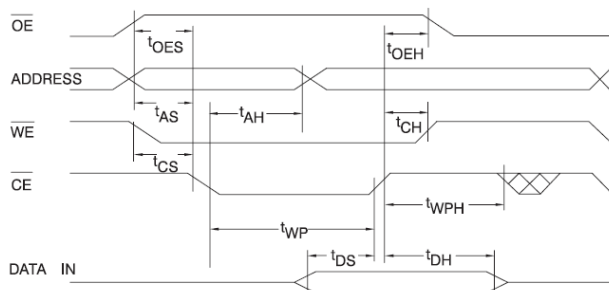 OE
tOES
tOEH
ADDRESS
tAS
tAH
WE
tCH
tCS
CE
tWPH
tWP
tDS
tDH
DATA IN